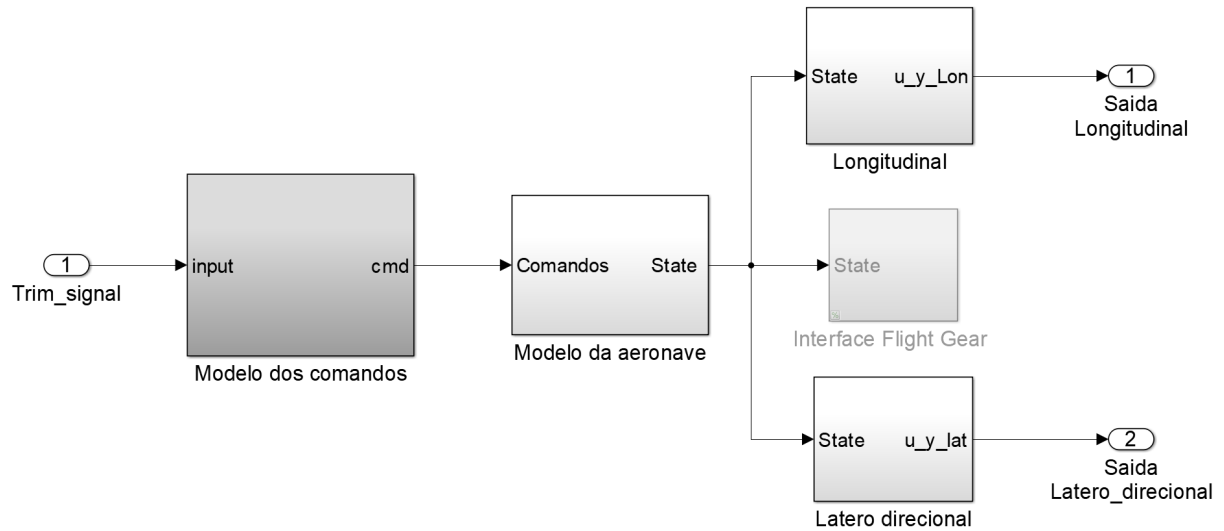 State
u_y_Lon
1
Saida
Longitudinal
Longitudinal
1
Trim_signal
input
cmd
Modelo dos comandos
Comandos
State
Modelo da aeronave
State
Interface Flight Gear
State
u_y_lat
2
Saida
Latero_direcional
Latero direcional